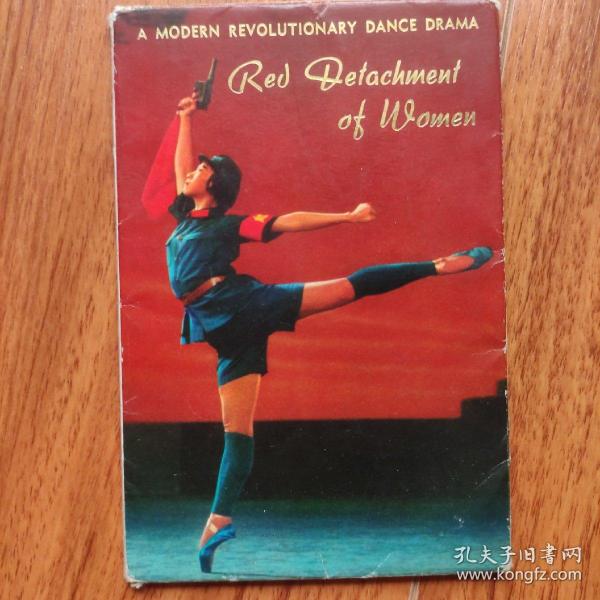 A MODERN REVOLUTIONARY DANCE DRAMA
Red Detachment
of Women
孔夫子旧书网
www.kongfz.com